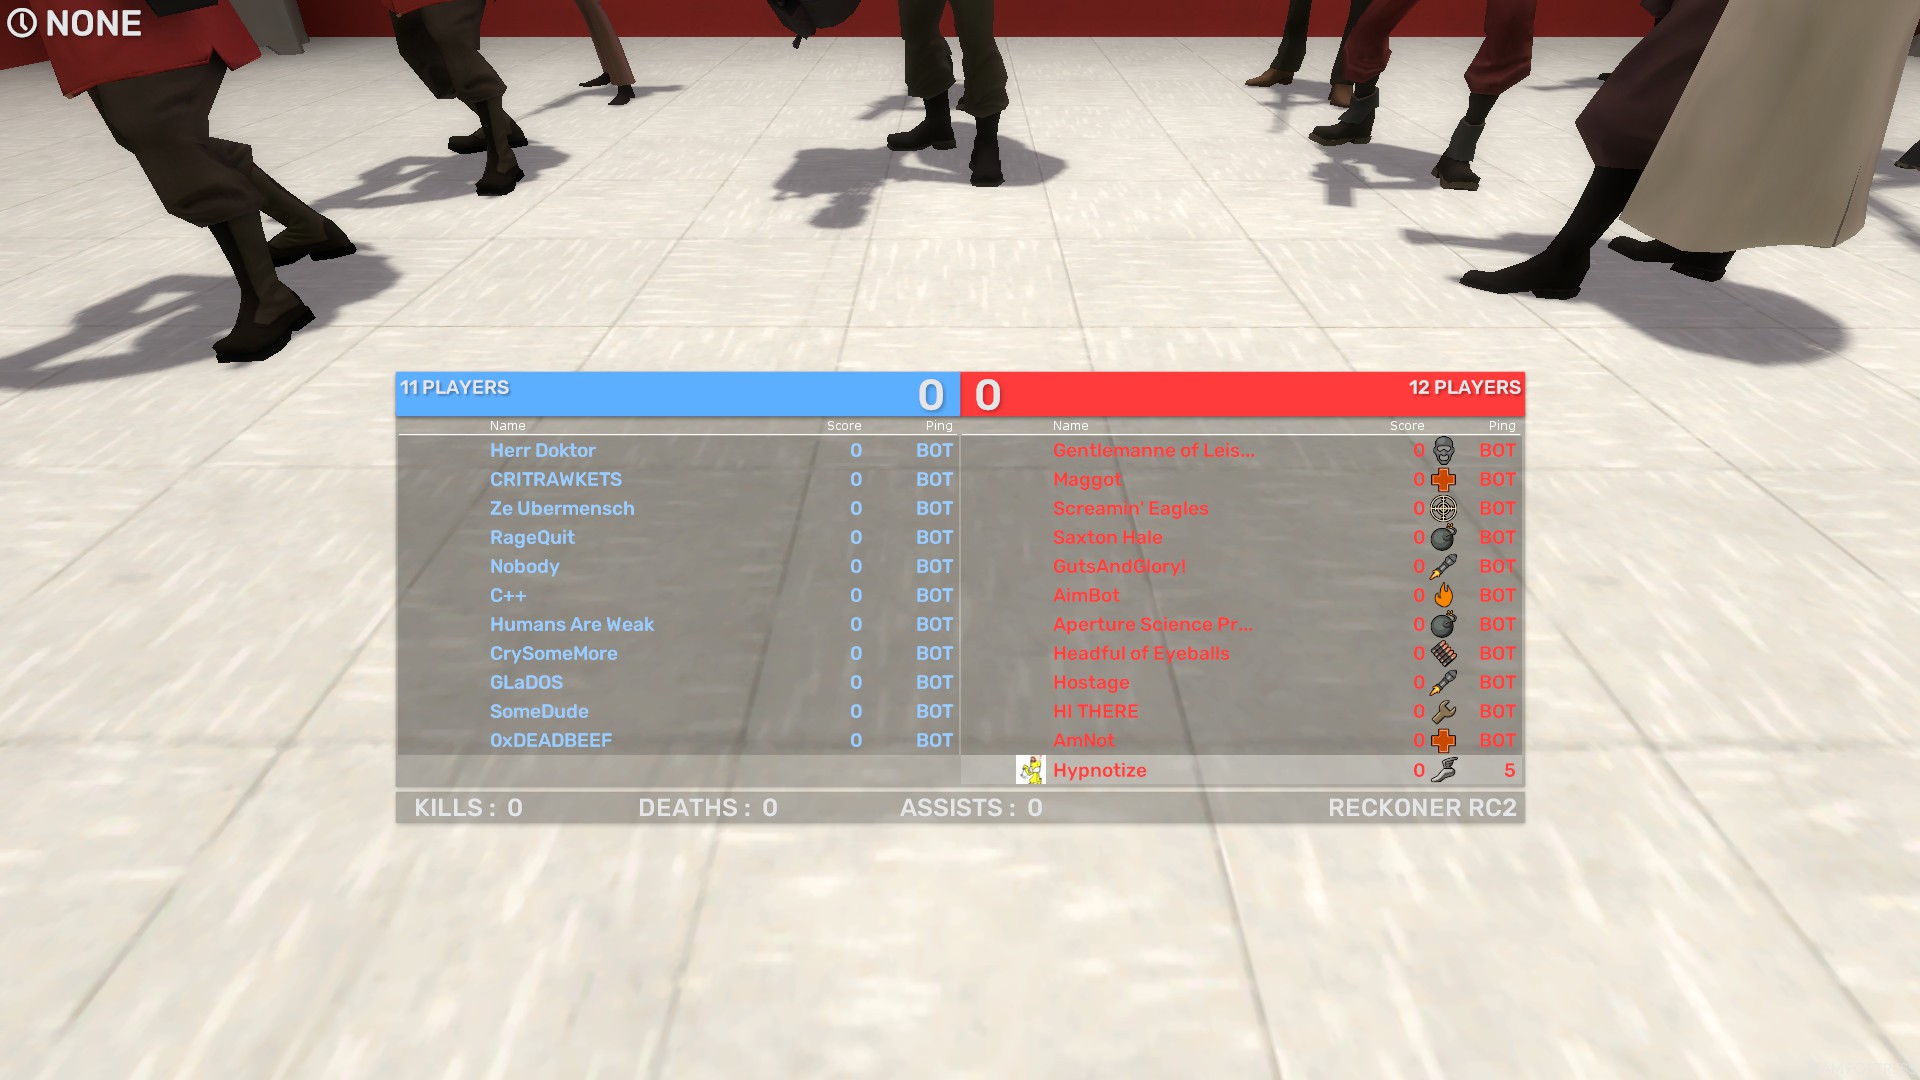 NONE
11 PLAYERS 0 0 12 PLAYERS
Name Score Ping Name Score Ping
Herr Doktor 0 BOT Gentlemanne of Leis... 0 BOT
CRITRAWKETS 0 BOT Maggot 0 BOT
Ze Ubermensch 0 BOT Screamin' Eagles 0 BOT
RageQuit 0 BOT Saxton Hale 0 BOT
Nobody 0 BOT GutsAndGlory! 0 BOT
C++ 0 BOT AimBot 0 BOT
Humans Are Weak 0 BOT Aperture Science Pr... 0 BOT
CrySomeMore 0 BOT Headful of Eyeballs 0 BOT
GLaDOS 0 BOT Hostage 0 BOT
SomeDude 0 BOT HI THERE 0 BOT
0xDEADBEEF 0 BOT AmNot 0 BOT
Hypnotize 0 5
KILLS : 0 DEATHS : 0 ASSISTS : 0 RECKONER RC2